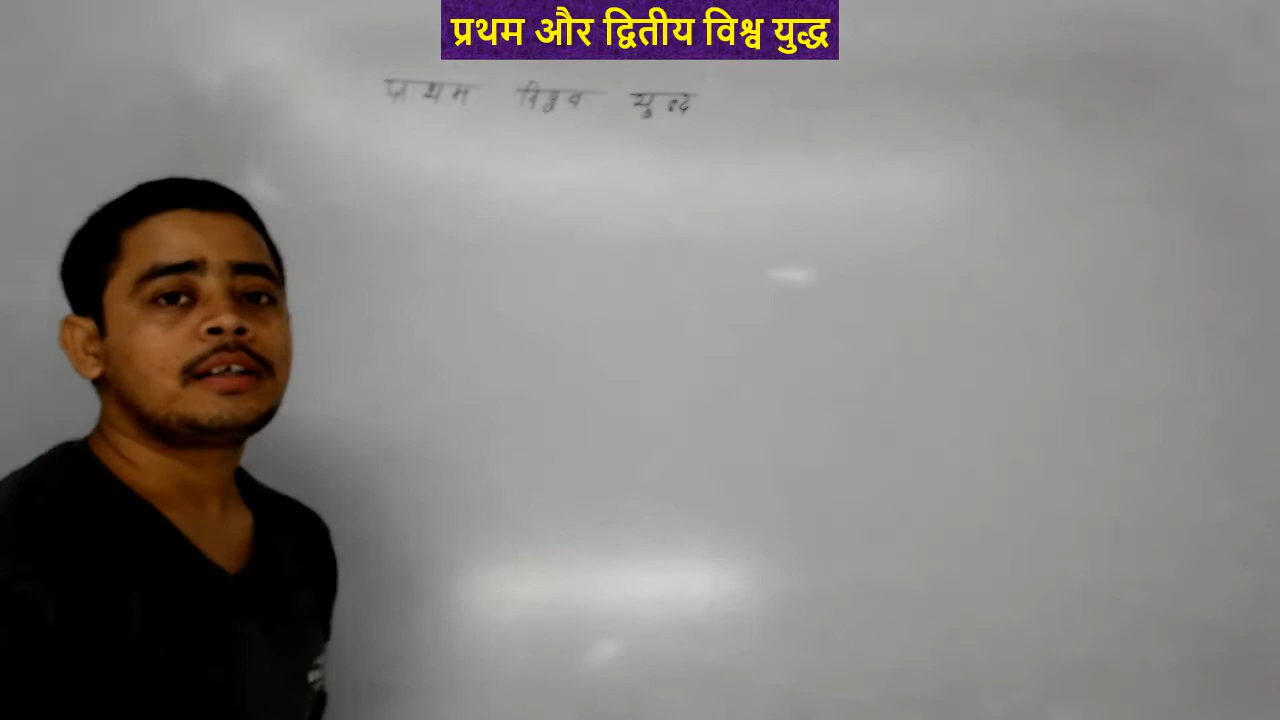 प्रथम और द्वितीय विश्व युद्ध
प्रथम विश्व युद्ध